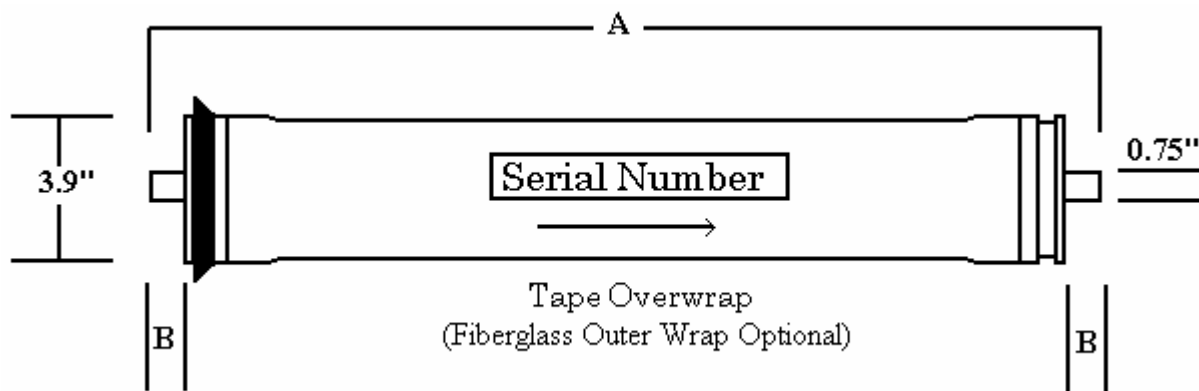 A
3.9"
0.75"
Serial Number
Tape Overwrap
(Fiberglass Outer Wrap Optional)
B
B